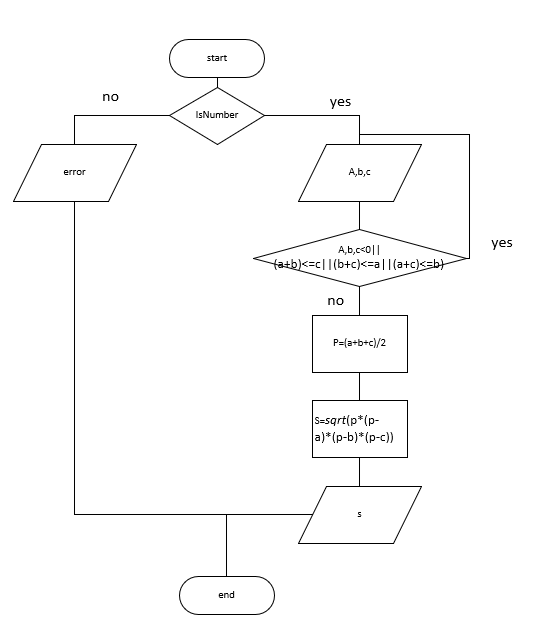 start
no
IsNumber
yes
error
A,b,c
A,b,c<0||
(a+b)<=c||(b+c)<=a||(a+c)<=b)
yes
no
P=(a+b+c)/2
S=sqrt(p*(p-
a)*(p-b)*(p-c))
s
end